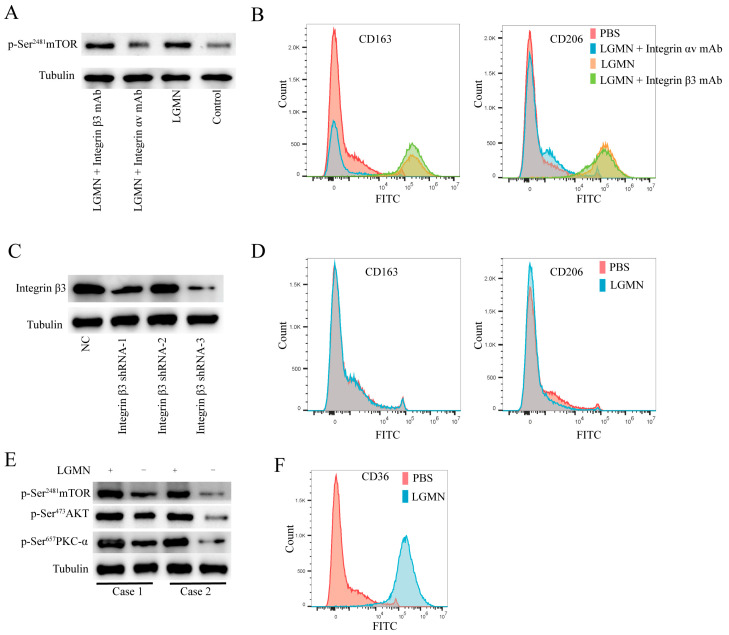 A
p-Ser2481mTOR
Tubulin
LGMN + Integrin β3 mAb
LGMN + Integrin αv mAb
LGMN
Control
B
CD163
Count
2.0K
1.5K
1.0K
500
0
0
10^4
10^5
10^6
10^7
FITC
CD206
Count
2.0K
1.5K
1.0K
500
0
0
10^4
10^5
10^6
10^7
FITC
PBS
LGMN + Integrin αv mAb
LGMN
LGMN + Integrin β3 mAb
C
Integrin β3
Tubulin
NC
Integrin β3 shRNA-1
Integrin β3 shRNA-2
Integrin β3 shRNA-3
D
CD163
Count
1.5K
1.0K
500
0
0
10^4
10^5
10^6
10^7
FITC
CD206
Count
2.0K
1.5K
1.0K
500
0
0
10^4
10^5
10^6
10^7
FITC
PBS
LGMN
E
LGMN + − + −
p-Ser2481mTOR
p-Ser473AKT
p-Ser657PKC-α
Tubulin
Case 1 Case 2
F
CD36
PBS
LGMN
Count
1.5K
1.0K
500
0
0
10^4
10^5
10^6
10^7
FITC